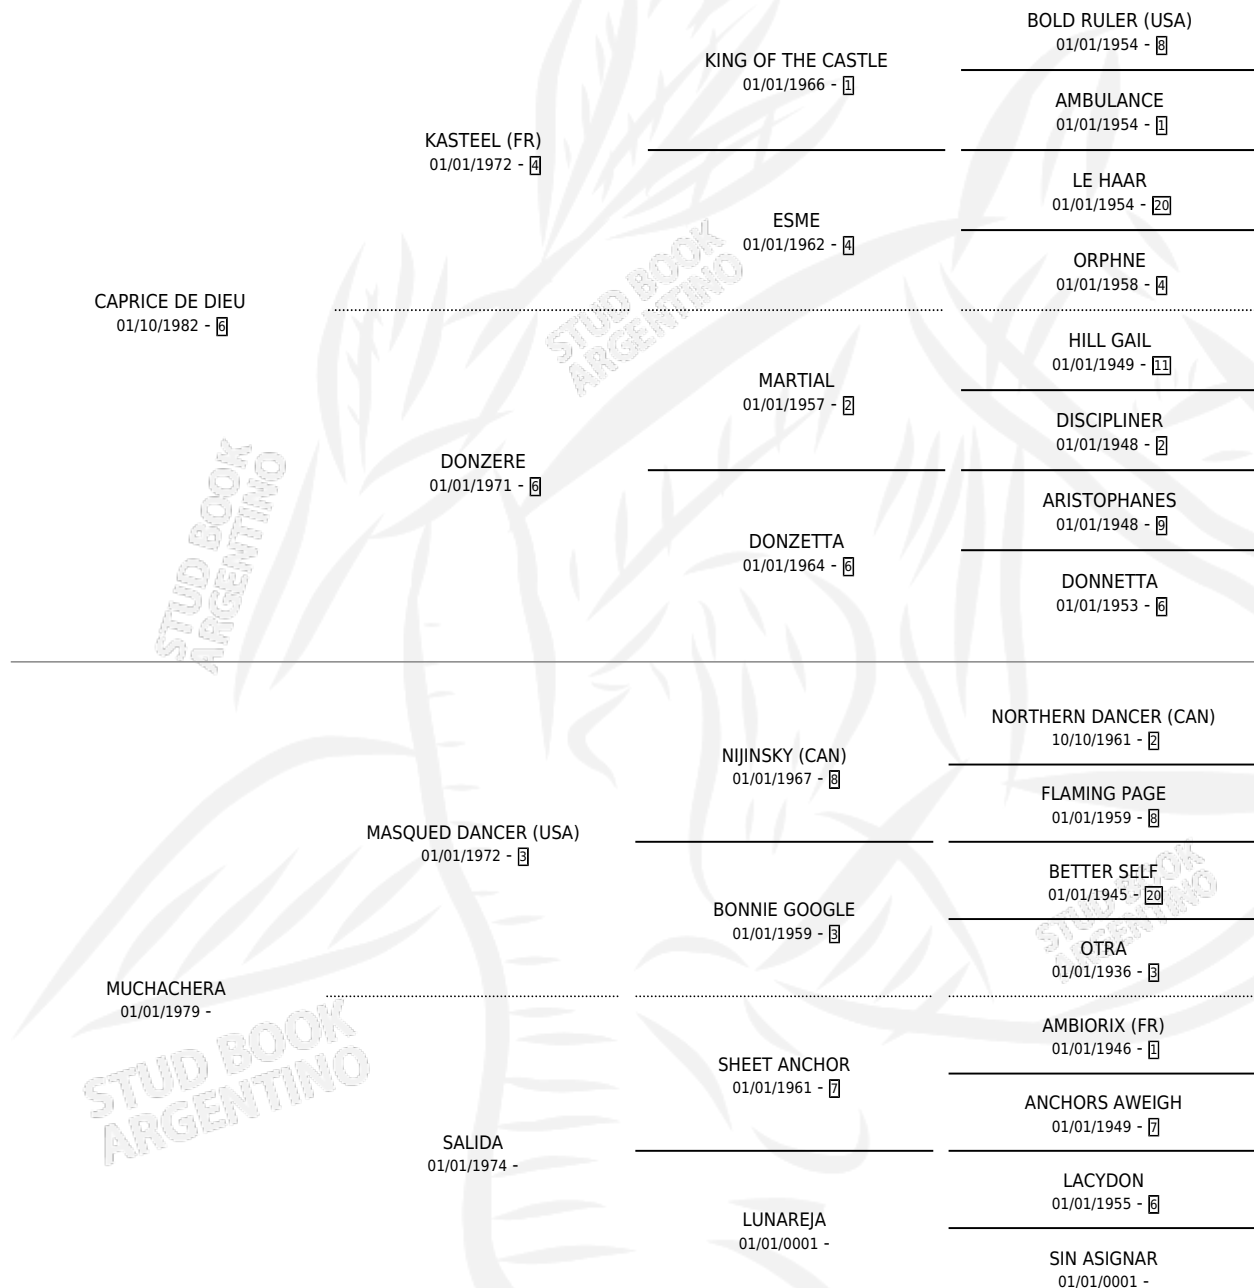 BOLD RULER (USA)
01/01/1954 - 8
KING OF THE CASTLE
01/01/1966 - 1
AMBULANCE
01/01/1954 - 1
KASTEEL (FR)
01/01/1972 - 4
LE HAAR
01/01/1954 - 20
ESME
01/01/1962 - 4
ORPHNE
01/01/1958 - 4
CAPRICE DE DIEU
01/10/1982 - 6
HILL GAIL
01/01/1949 - 11
MARTIAL
01/01/1957 - 2
DISCIPLINER
01/01/1948 - 2
DONZERE
01/01/1971 - 6
ARISTOPHANES
01/01/1948 - 9
DONZETTA
01/01/1964 - 6
DONNETTA
01/01/1953 - 6
NORTHERN DANCER (CAN)
10/10/1961 - 2
NIJINSKY (CAN)
01/01/1967 - 8
FLAMING PAGE
01/01/1959 - 8
MASQUED DANCER (USA)
01/01/1972 - 3
BETTER SELF
01/01/1945 - 20
BONNIE GOOGLE
01/01/1959 - 3
OTRA
01/01/1936 - 3
MUCHACHERA
01/01/1979 -
AMBIORIX (FR)
01/01/1946 - 1
SHEET ANCHOR
01/01/1961 - 7
ANCHORS AWEIGH
01/01/1949 - 7
SALIDA
01/01/1974 -
LACYDON
01/01/1955 - 6
LUNAREJA
01/01/0001 -
SIN ASIGNAR
01/01/0001 -
STUD BOOK
ARGENTINO
STUD BOOK
ARGENTINO
STUD BOOK
ARGENTINO
STUD BOOK
ARGENTINO